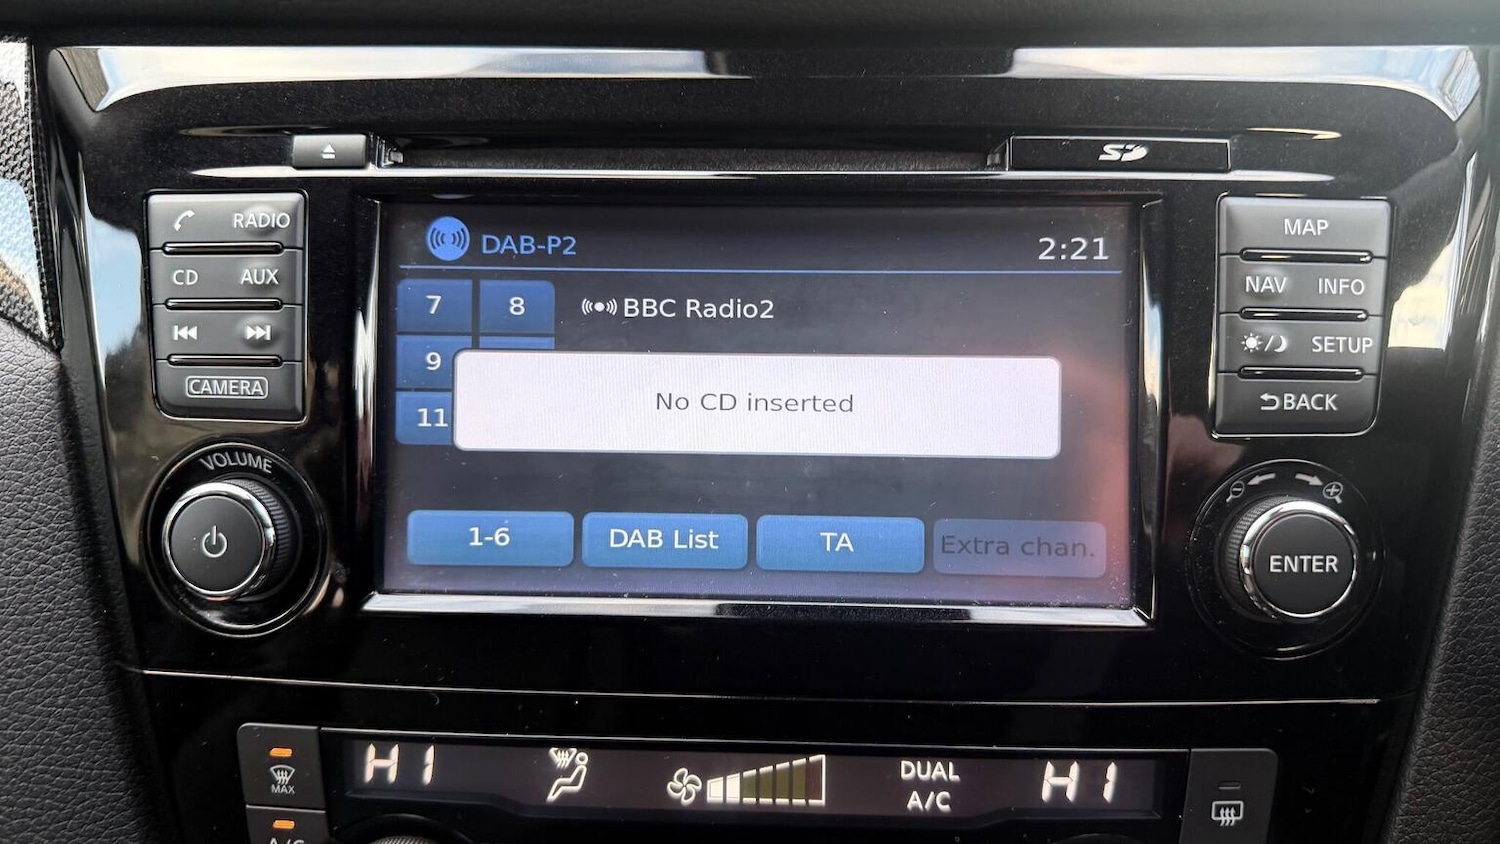 SD
RADIO
CD AUX
CAMERA
VOLUME
DAB-P2 2:21
7 8 BBC Radio2
9
11
No CD inserted
1-6 DAB List TA Extra chan.
MAP
NAV INFO
SETUP
BACK
ENTER
MAX
HI DUAL HI
A/C
A/C